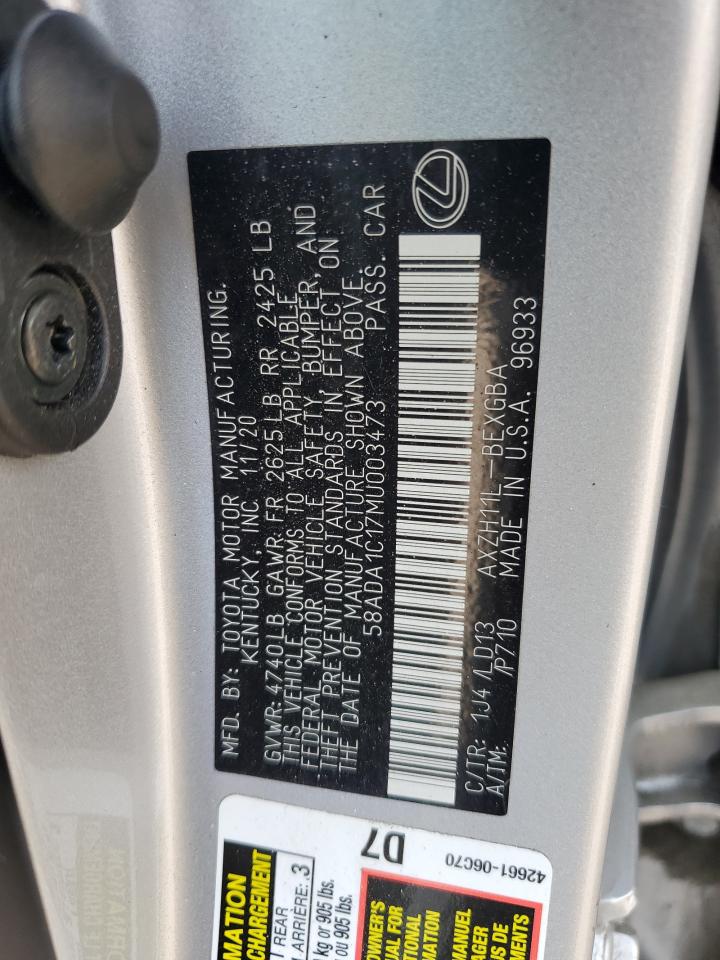 MFD. BY: TOYOTA MOTOR MANUFACTURING,
KENTUCKY, INC. 11/20
GVWR: 4740LB GAWR: FR 2625LB RR 2425 LB
THIS VEHICLE CONFORMS TO ALL APPLICABLE
FEDERAL MOTOR VEHICLE SAFETY, BUMPER, AND
THEFT PREVENTION STANDARDS IN EFFECT ON
THE DATE OF MANUFACTURE SHOWN ABOVE.
58ADA1C17MU003473 PASS. CAR
C/TR: 1J4/LD13 AXZH11L-BEXGBA
A/TM: /P710 MADE IN U.S.A. 96933
D7
42661-06C70
REAR
ARRIÈRE: 3
kg or 905 lbs.
ou 905 lbs.
OWNER'S
FOR
MANUEL